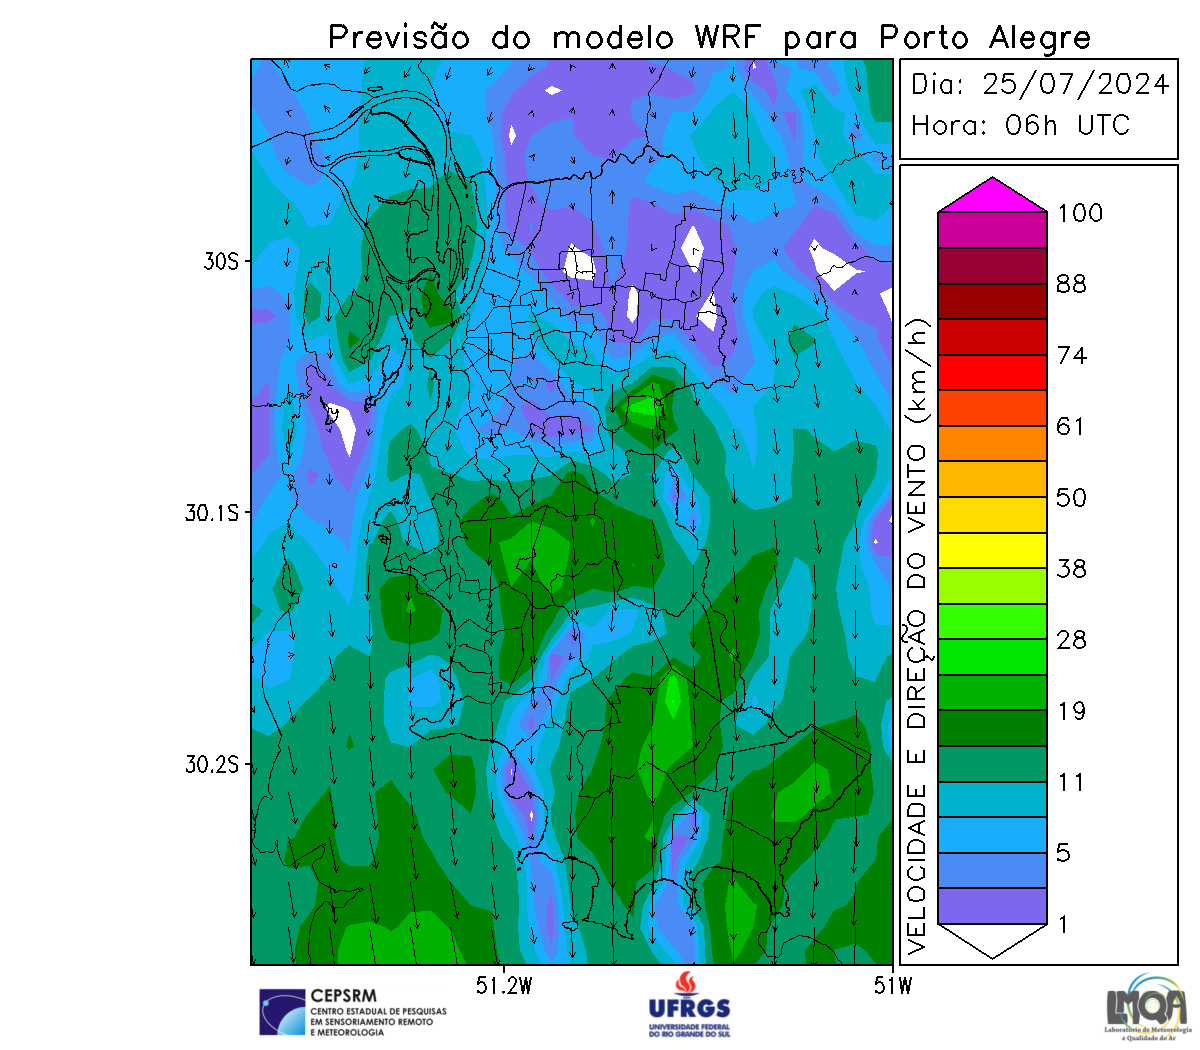 Previsão do modelo WRF para Porto Alegre
Dia: 25/07/2024
Hora: 06h UTC
30S
30.1S
30.2S
51.2W
51W
VELOCIDADE E DIREÇÃO DO VENTO (km/h)
100
88
74
61
50
38
28
19
11
5
1
CEPSRM
CENTRO ESTADUAL DE PESQUISAS
EM SENSORIAMENTO REMOTO
E METEOROLOGIA
UFRGS
UNIVERSIDADE FEDERAL
DO RIO GRANDE DO SUL
LMQA
Laboratório de Meteorologia
e Qualidade do Ar